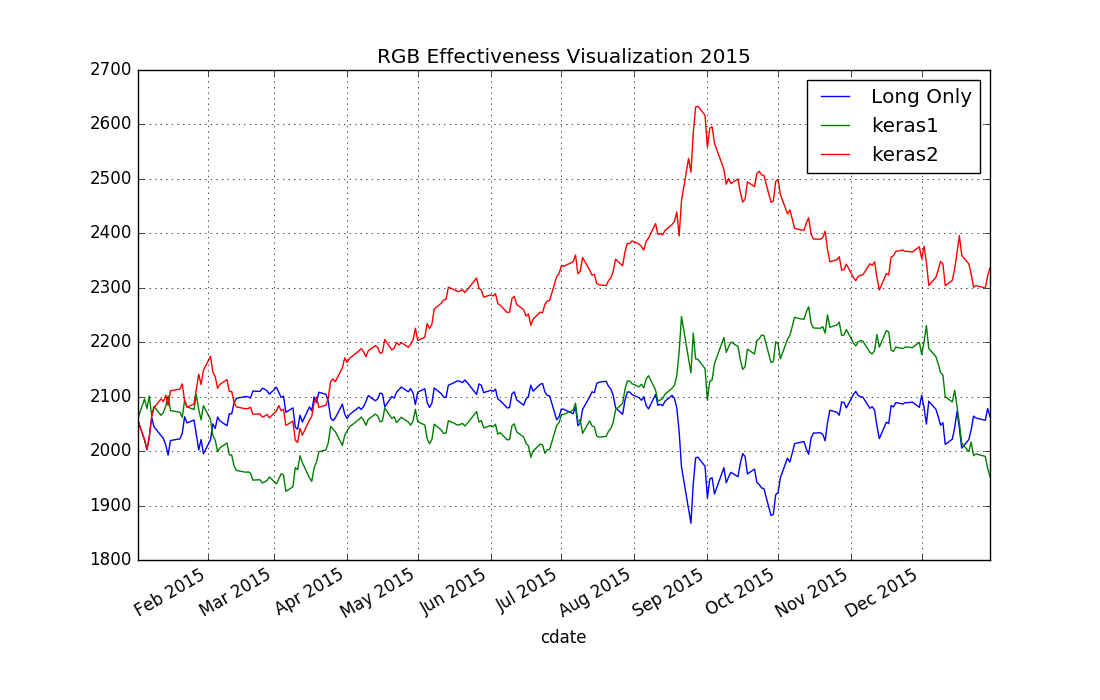 RGB Effectiveness Visualization 2015
2700
2600
2500
2400
2300
2200
2100
2000
1900
1800
Long Only
keras1
keras2
Feb 2015
Mar 2015
Apr 2015
May 2015
Jun 2015
Jul 2015
Aug 2015
Sep 2015
Oct 2015
Nov 2015
Dec 2015
cdate